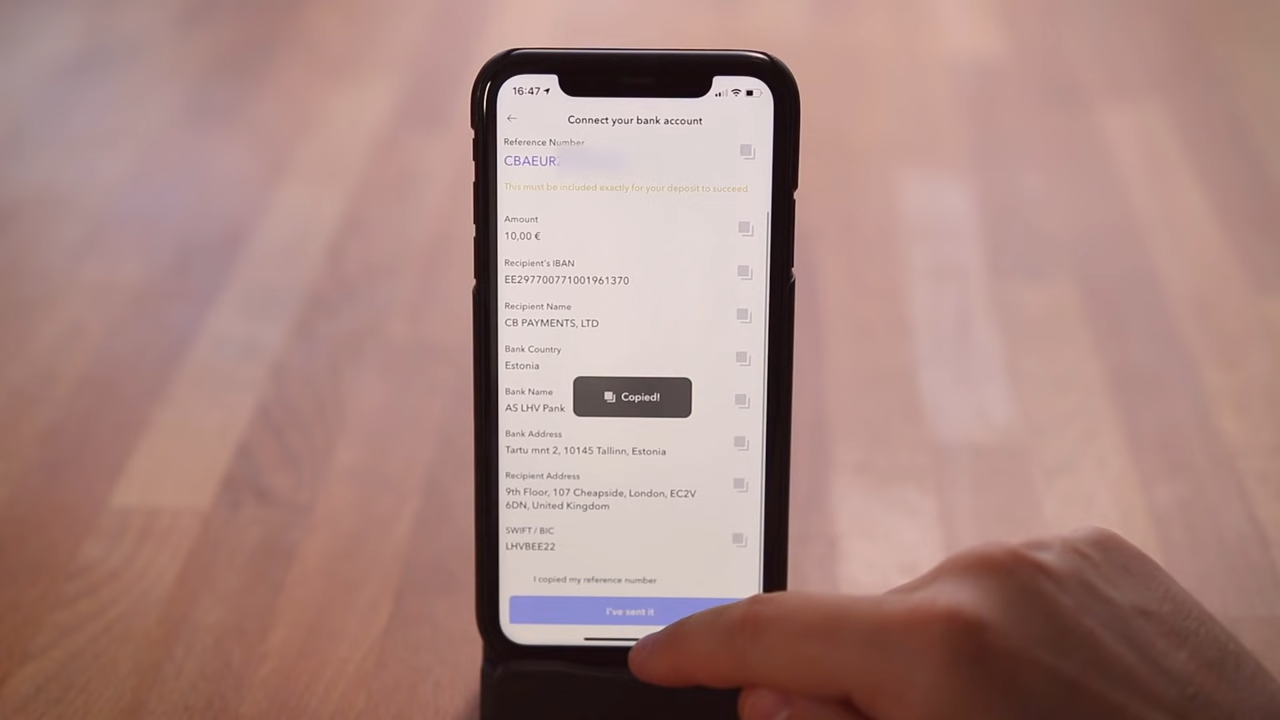 16:47
Connect your bank account
Reference Number
CBAEUR
This must be included exactly for your deposit to succeed.
Amount
10,00 €
Recipient's IBAN
EE297700771001961370
Recipient Name
CB PAYMENTS, LTD
Bank Country
Estonia
Bank Name
AS LHV Pank
Copied!
Bank Address
Tartu mnt 2, 10145 Tallinn, Estonia
Recipient Address
9th Floor, 107 Cheapside, London, EC2V
6DN, United Kingdom
SWIFT / BIC
LHVBEE22
I copied my reference number
I've sent it